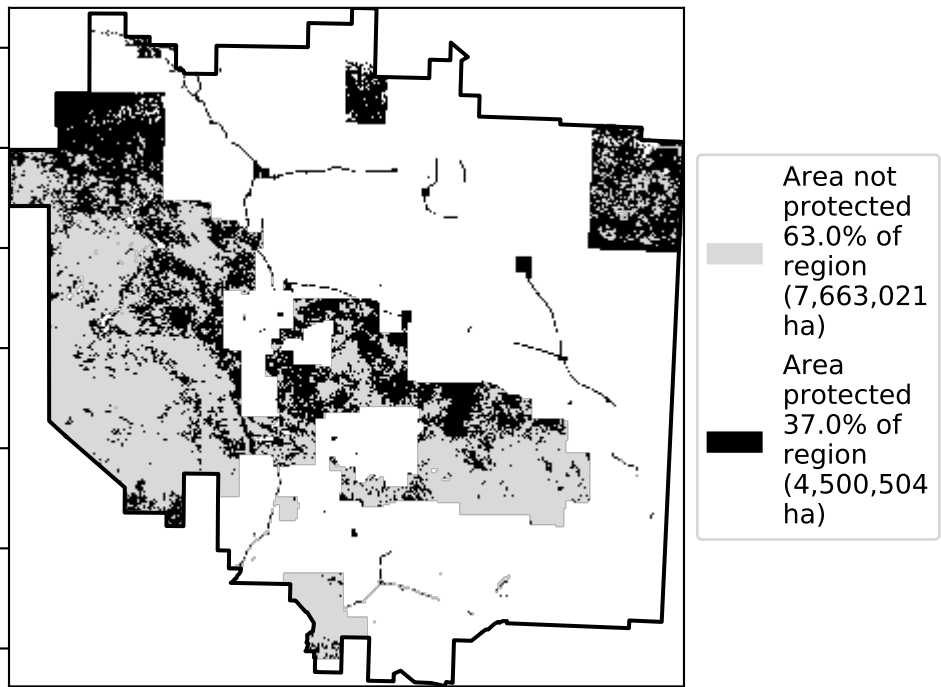 Area not
protected
63.0% of
region
(7,663,021
ha)
Area
protected
37.0% of
region
(4,500,504
ha)